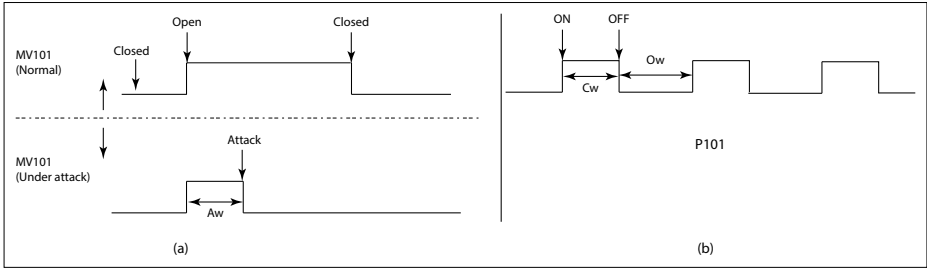 Open
Closed
Closed
MV101
(Normal)
Attack
MV101
(Under attack)
Aw
(a)
ON
OFF
Ow
Cw
P101
(b)